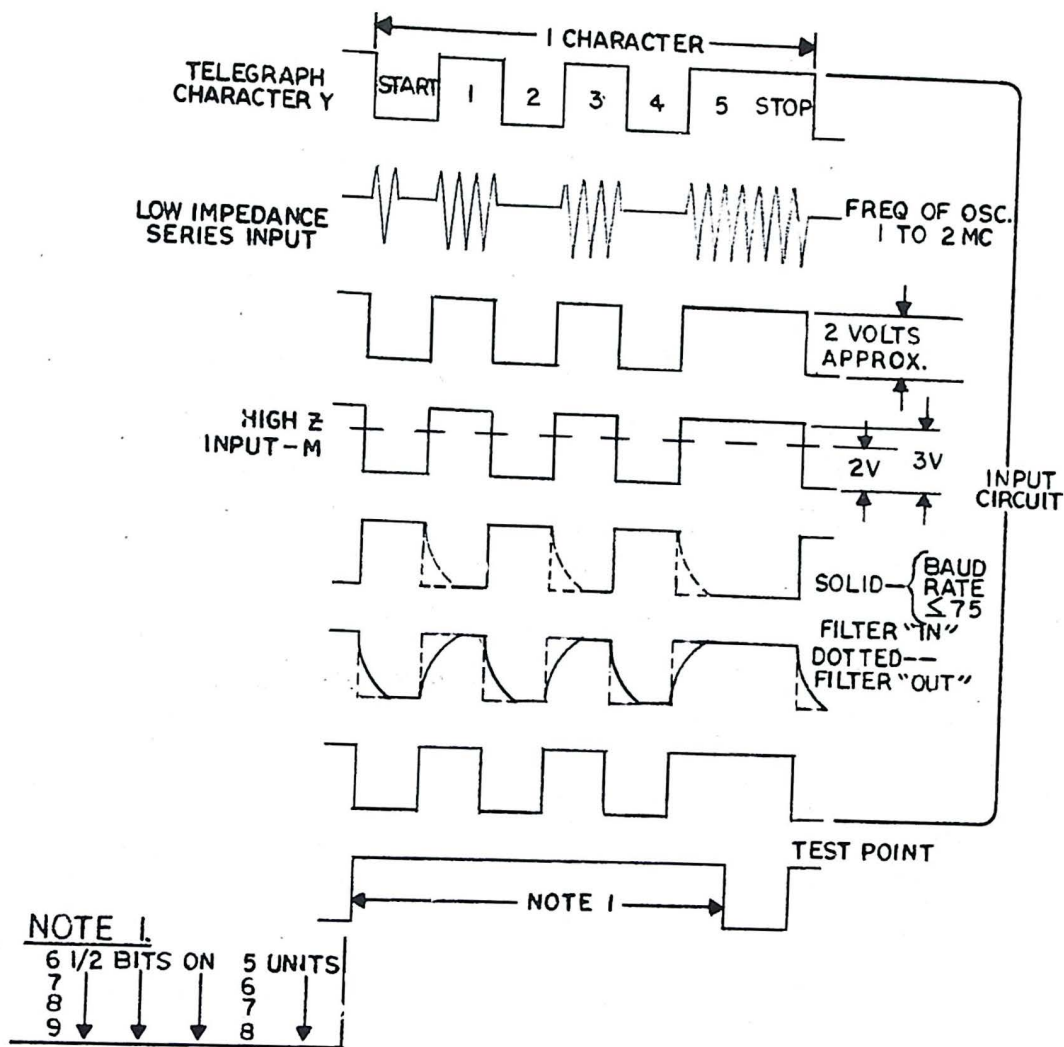 1 CHARACTER
TELEGRAPH
CHARACTER Y
START 1 2 3 4 5 STOP
LOW IMPEDANCE
SERIES INPUT
FREQ OF OSC.
1 TO 2 MC
2 VOLTS
APPROX.
HIGH Z
INPUT-M
2V 3V
INPUT
CIRCUIT
SOLID— BAUD
RATE
≤75
FILTER "IN"
DOTTED--
FILTER "OUT"
TEST POINT
NOTE 1
NOTE 1.
6 1/2 BITS ON 5 UNITS
7 6
8 7
9 8